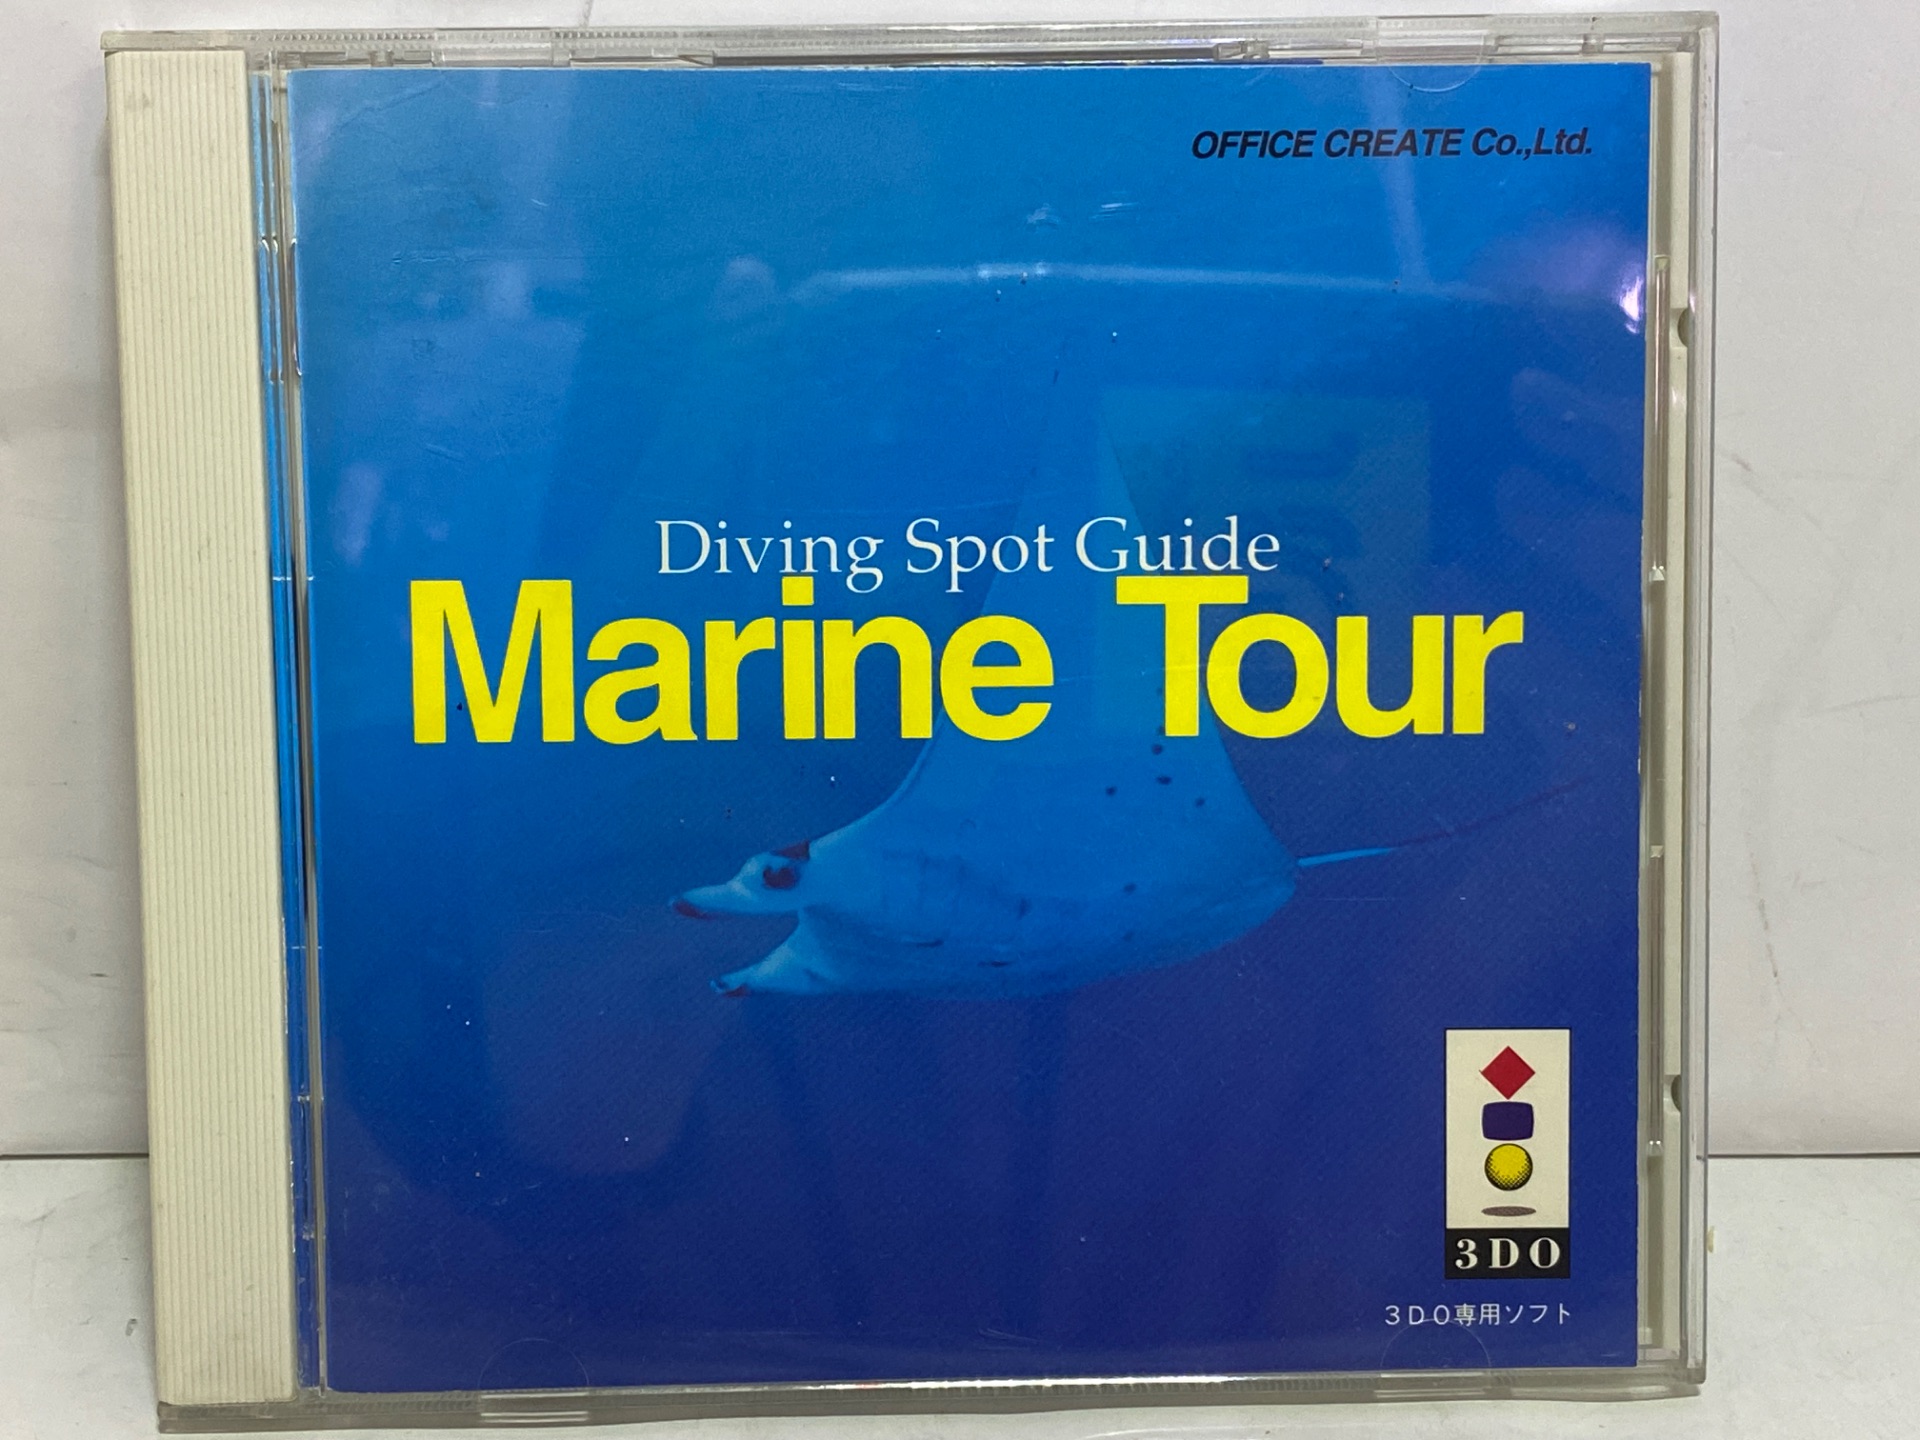 OFFICE CREATE Co.,Ltd.
Diving Spot Guide
Marine Tour
3DO
3DO専用ソフト